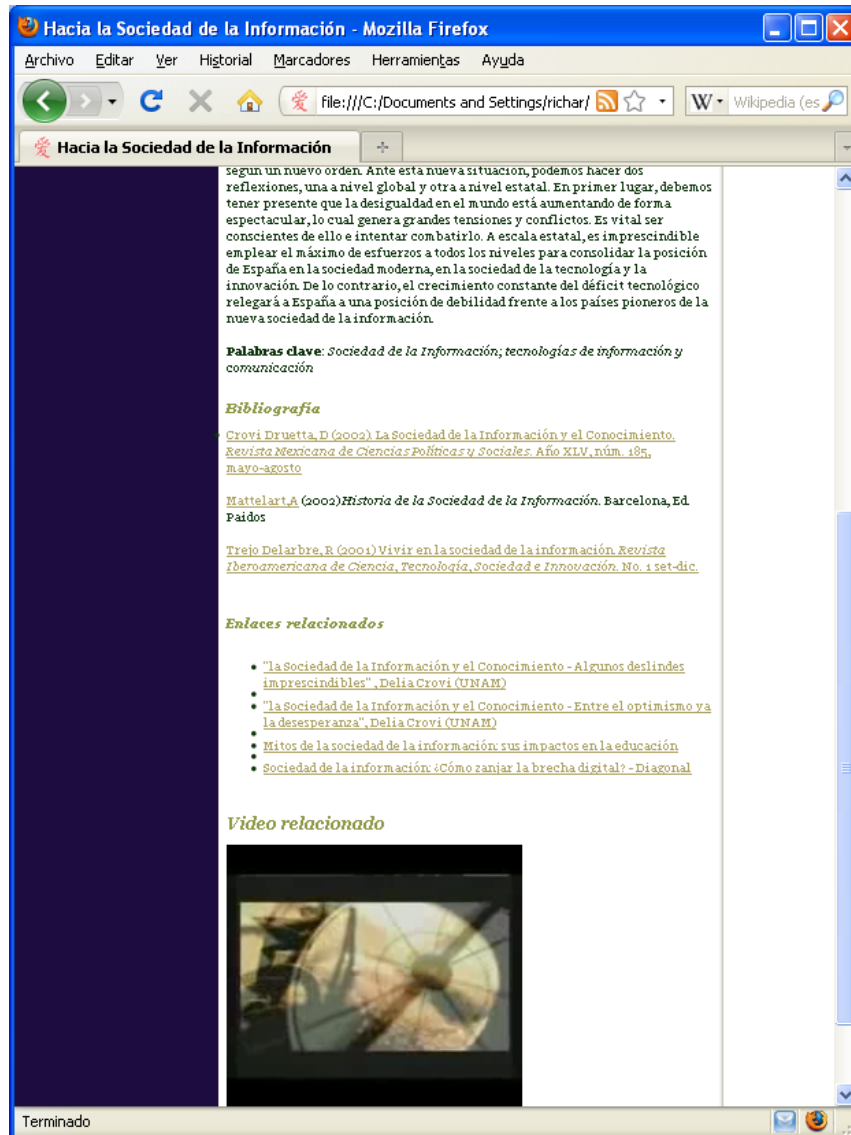 Hacia la Sociedad de la Información - Mozilla Firefox
Archivo Editar Ver Historial Marcadores Herramientas Ayuda
愛 file:///C:/Documents and Settings/richar/ W Wikipedia (es
愛 Hacia la Sociedad de la Información
según un nuevo orden. Ante esta nueva situación, podemos hacer dos
reflexiones, una a nivel global y otra a nivel estatal. En primer lugar, debemos
tener presente que la desigualdad en el mundo está aumentando de forma
espectacular, lo cual genera grandes tensiones y conflictos. Es vital ser
conscientes de ello e intentar combatirlo. A escala estatal, es imprescindible
emplear el máximo de esfuerzos a todos los niveles para consolidar la posición
de España en la sociedad moderna, en la sociedad de la tecnología y la
innovación. De lo contrario, el crecimiento constante del déficit tecnológico
relegará a España a una posición de debilidad frente a los países pioneros de la
nueva sociedad de la información.
Palabras clave: Sociedad de la Información; tecnologías de información y
comunicación
Bibliografía
Crovi Druetta, D (2002). La Sociedad de la Información y el Conocimiento.
Revista Mexicana de Ciencias Políticas y Sociales. Año XLV, núm. 185,
mayo-agosto
Mattelart,A (2002)Historia de la Sociedad de la Información. Barcelona, Ed.
Paidos
Trejo Delarbre, R (2001) Vivir en la sociedad de la información. Revista
Iberoamericana de Ciencia, Tecnología, Sociedad e Innovación. No. 1 set-dic.
Enlaces relacionados
"la Sociedad de la Información y el Conocimiento - Algunos deslindes
imprescindibles" , Delia Crovi (UNAM)
"la Sociedad de la Información y el Conocimiento - Entre el optimismo ya
la desesperanza", Delia Crovi (UNAM)
Mitos de la sociedad de la información: sus impactos en la educación
Sociedad de la información: ¿Cómo zanjar la brecha digital? - Diagonal
Video relacionado
Terminado